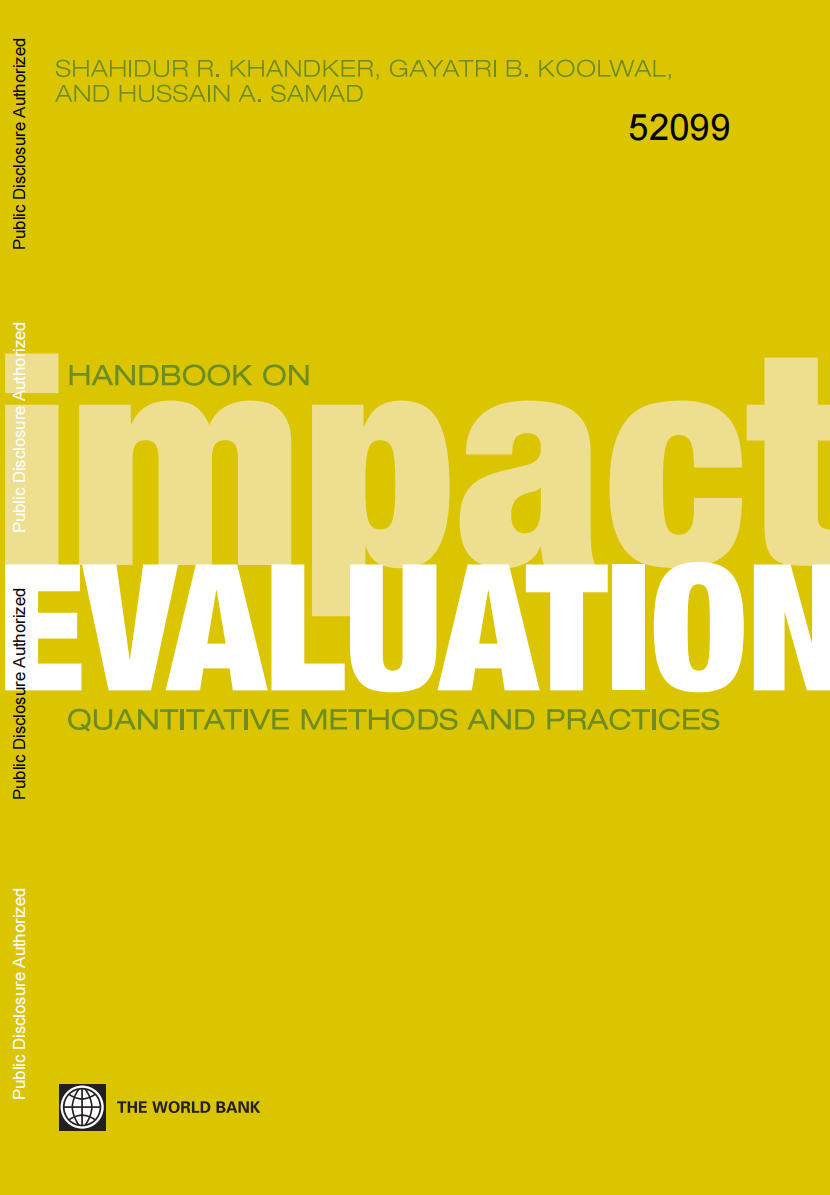 SHAHIDUR R. KHANDKER, GAYATRI B. KOOLWAL,
AND HUSSAIN A. SAMAD
52099
HANDBOOK ON
impact
EVALUATION
QUANTITATIVE METHODS AND PRACTICES
THE WORLD BANK
Public Disclosure Authorized
Public Disclosure Authorized
Public Disclosure Authorized
Public Disclosure Authorized